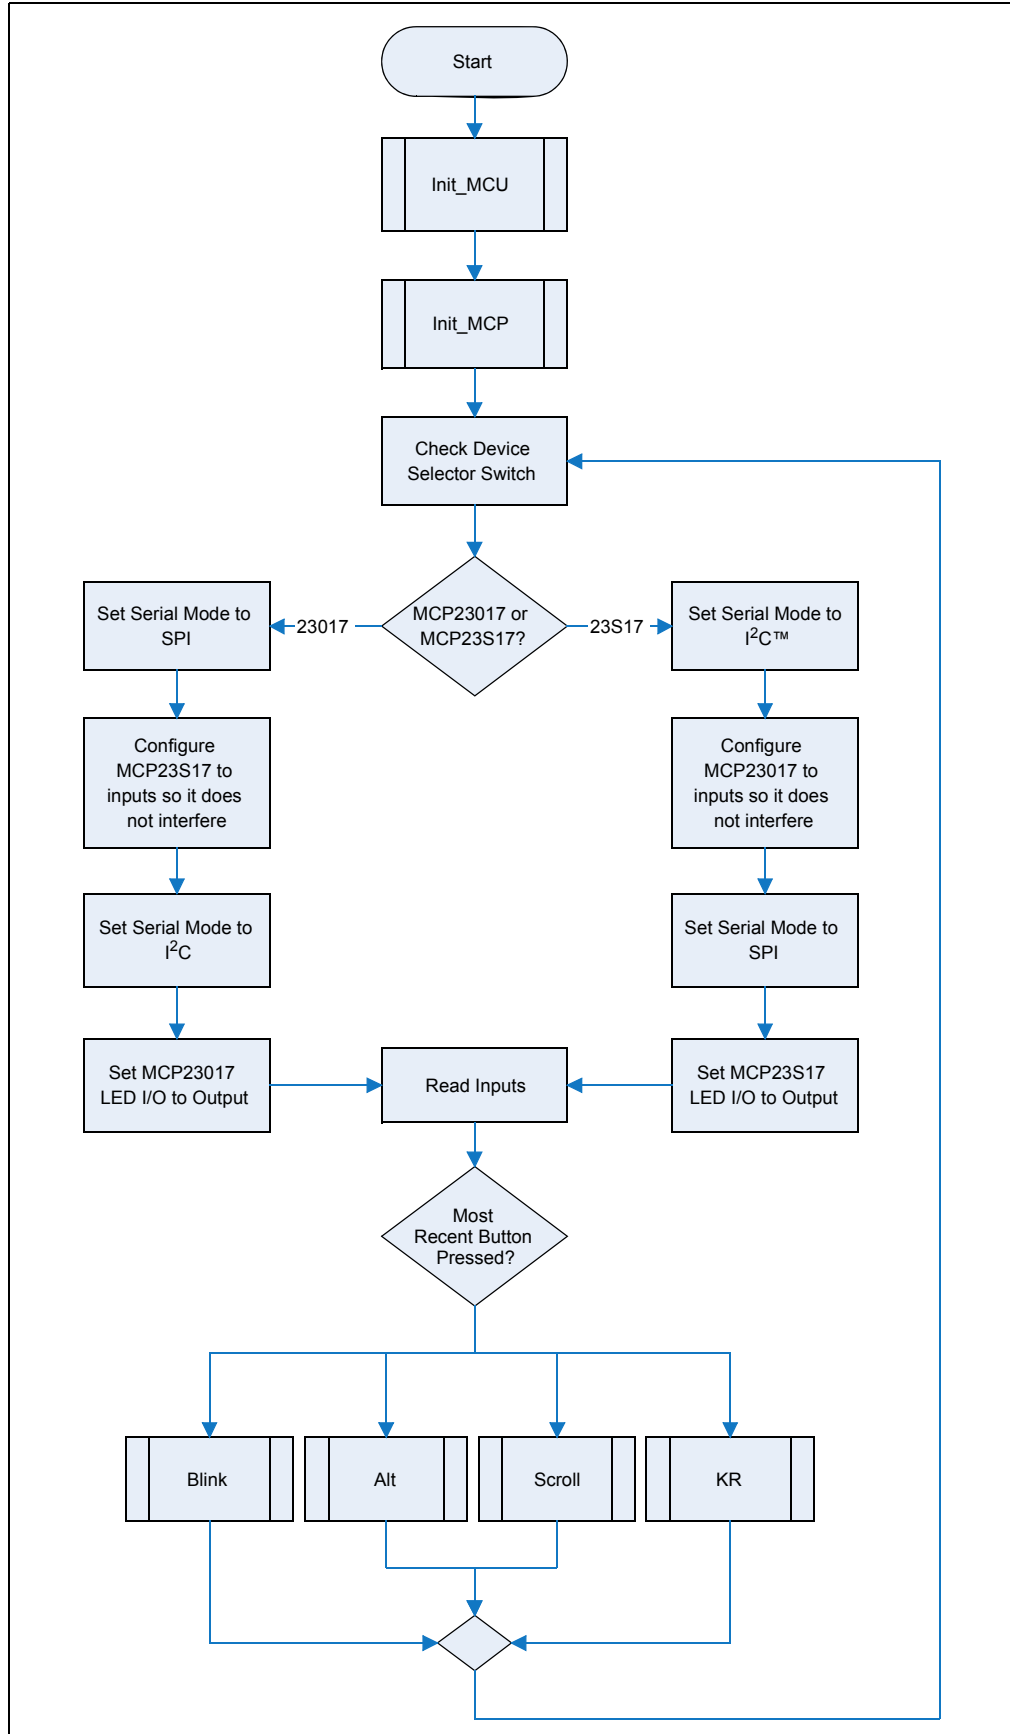 Start
Init_MCU
Init_MCP
Check Device
Selector Switch
MCP23017 or
MCP23S17?
23017
23S17
Set Serial Mode to
SPI
Configure
MCP23S17 to
inputs so it does
not interfere
Set Serial Mode to
I²C
Set MCP23017
LED I/O to Output
Set Serial Mode to
I²C™
Configure
MCP23017 to
inputs so it does
not interfere
Set Serial Mode to
SPI
Set MCP23S17
LED I/O to Output
Read Inputs
Most
Recent Button
Pressed?
Blink
Alt
Scroll
KR